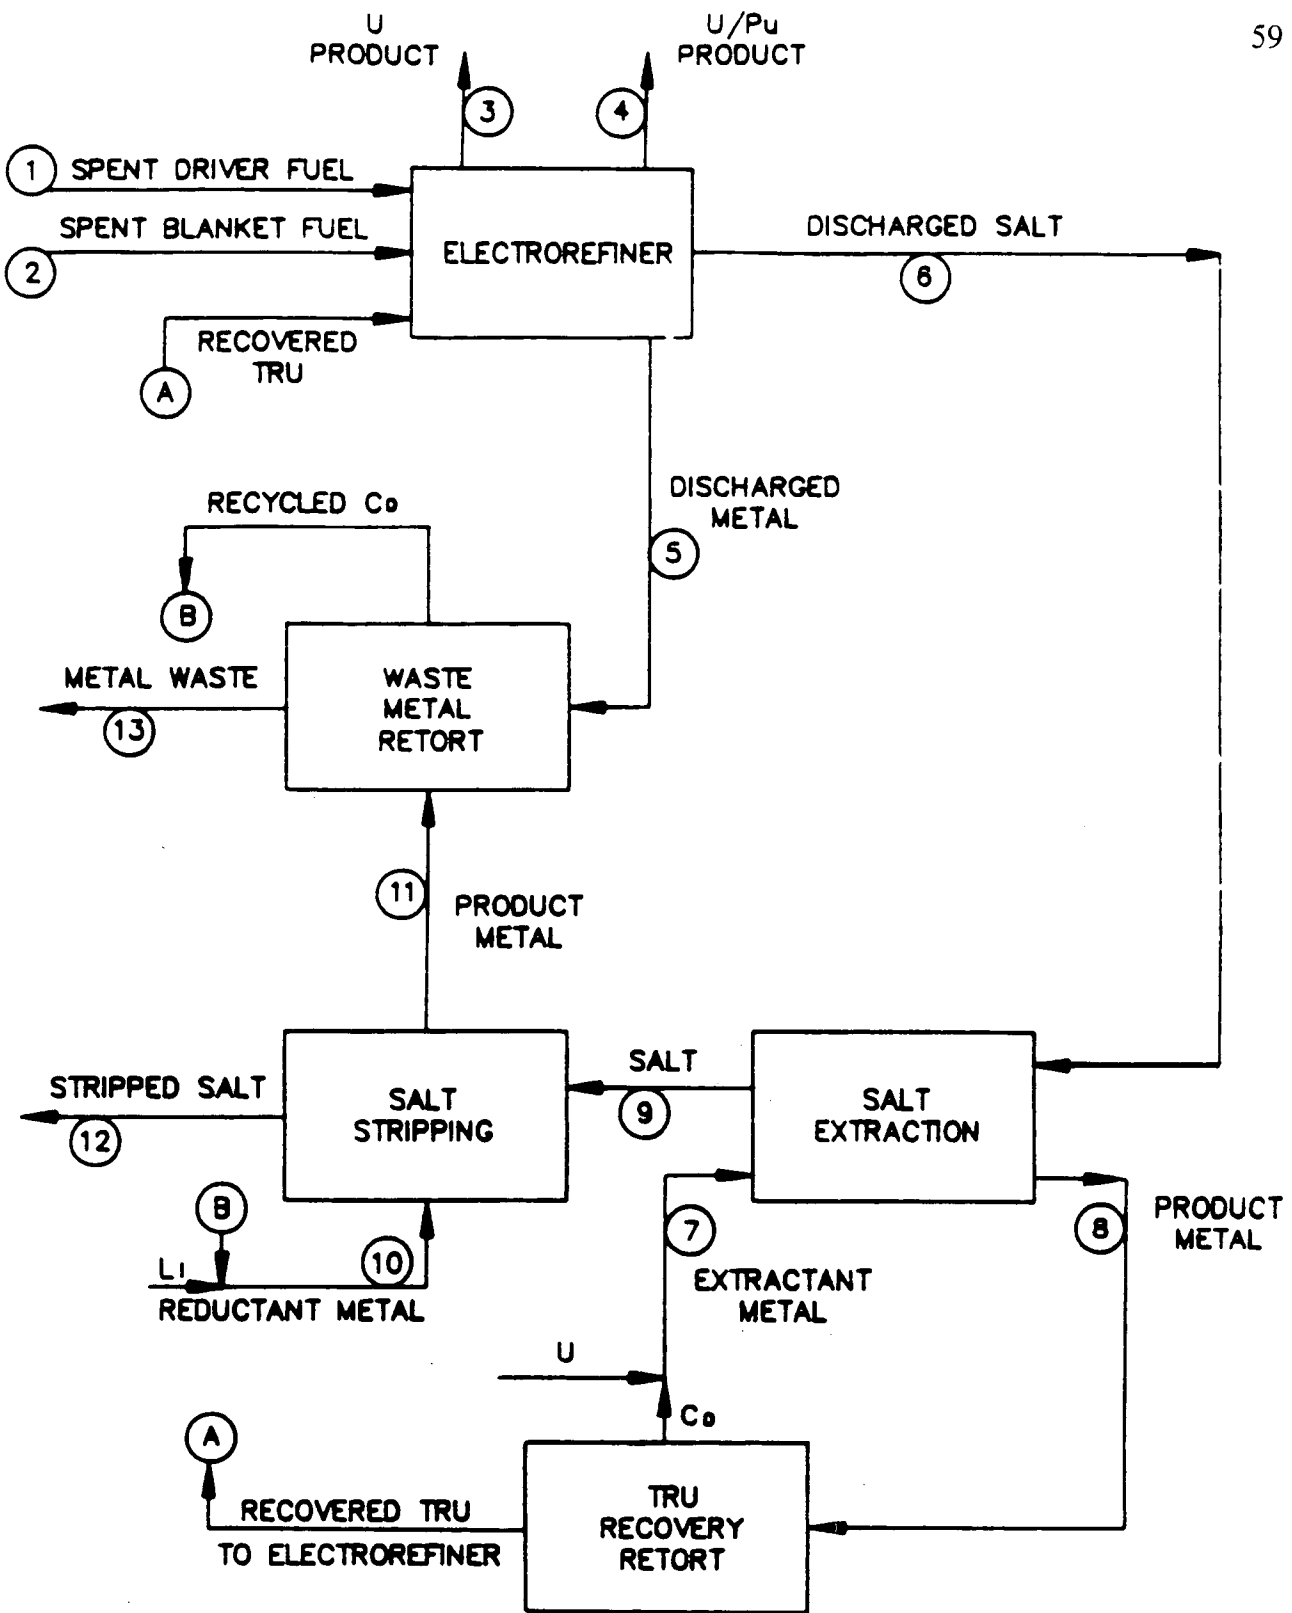 59
U
PRODUCT
U/Pu
PRODUCT
3
4
1
SPENT DRIVER FUEL
SPENT BLANKET FUEL
2
ELECTROREFINER
DISCHARGED SALT
6
RECOVERED
TRU
A
RECYCLED CD
DISCHARGED
METAL
5
B
METAL WASTE
13
WASTE
METAL
RETORT
11
PRODUCT
METAL
STRIPPED SALT
12
SALT
STRIPPING
SALT
9
SALT
EXTRACTION
B
LI
10
REDUCTANT METAL
7
EXTRACTANT
METAL
8
PRODUCT
METAL
U
CD
A
RECOVERED TRU
TO ELECTROREFINER
TRU
RECOVERY
RETORT